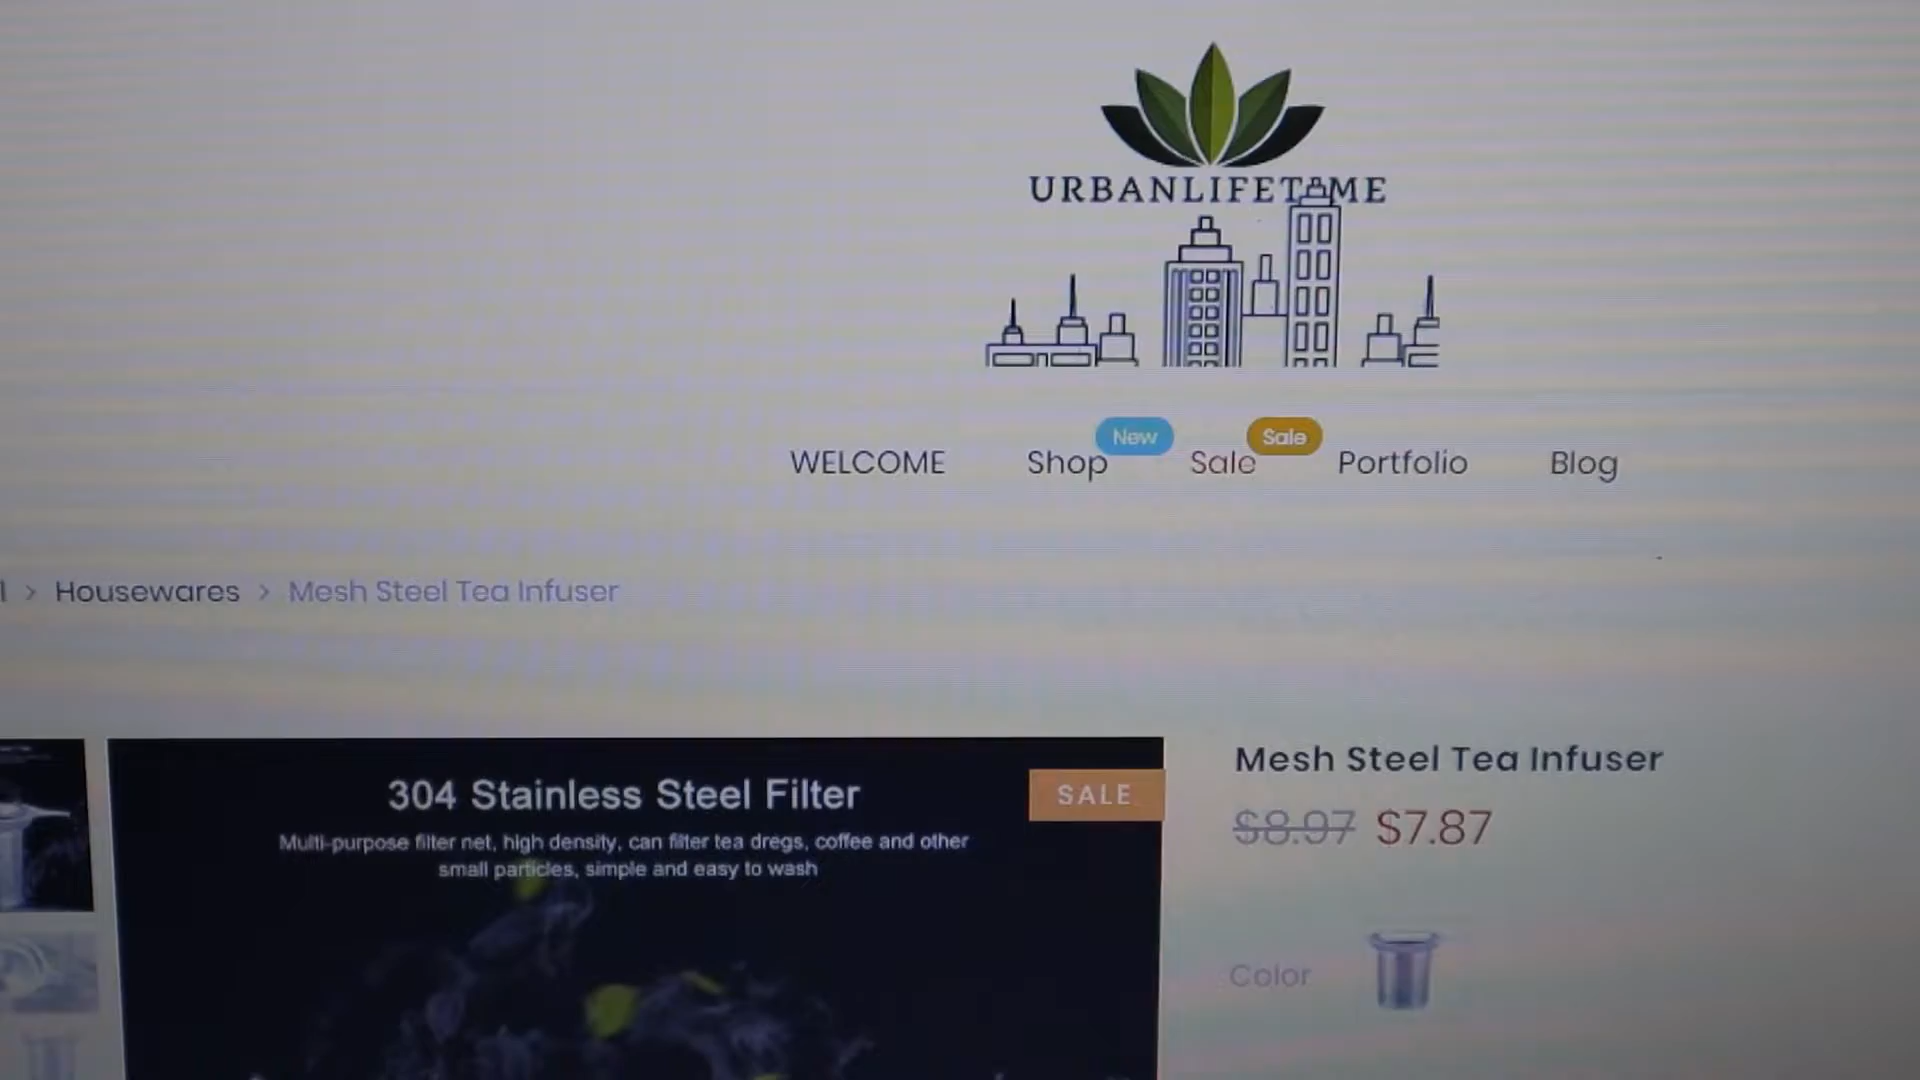 URBANLIFETIME
New
Sale
WELCOME
Shop
Sale
Portfolio
Blog
> Housewares > Mesh Steel Tea Infuser
304 Stainless Steel Filter
SALE
Multi-purpose filter net, high density, can filter tea dregs, coffee and other
small particles, simple and easy to wash
Mesh Steel Tea Infuser
$8.97 $7.87
Color